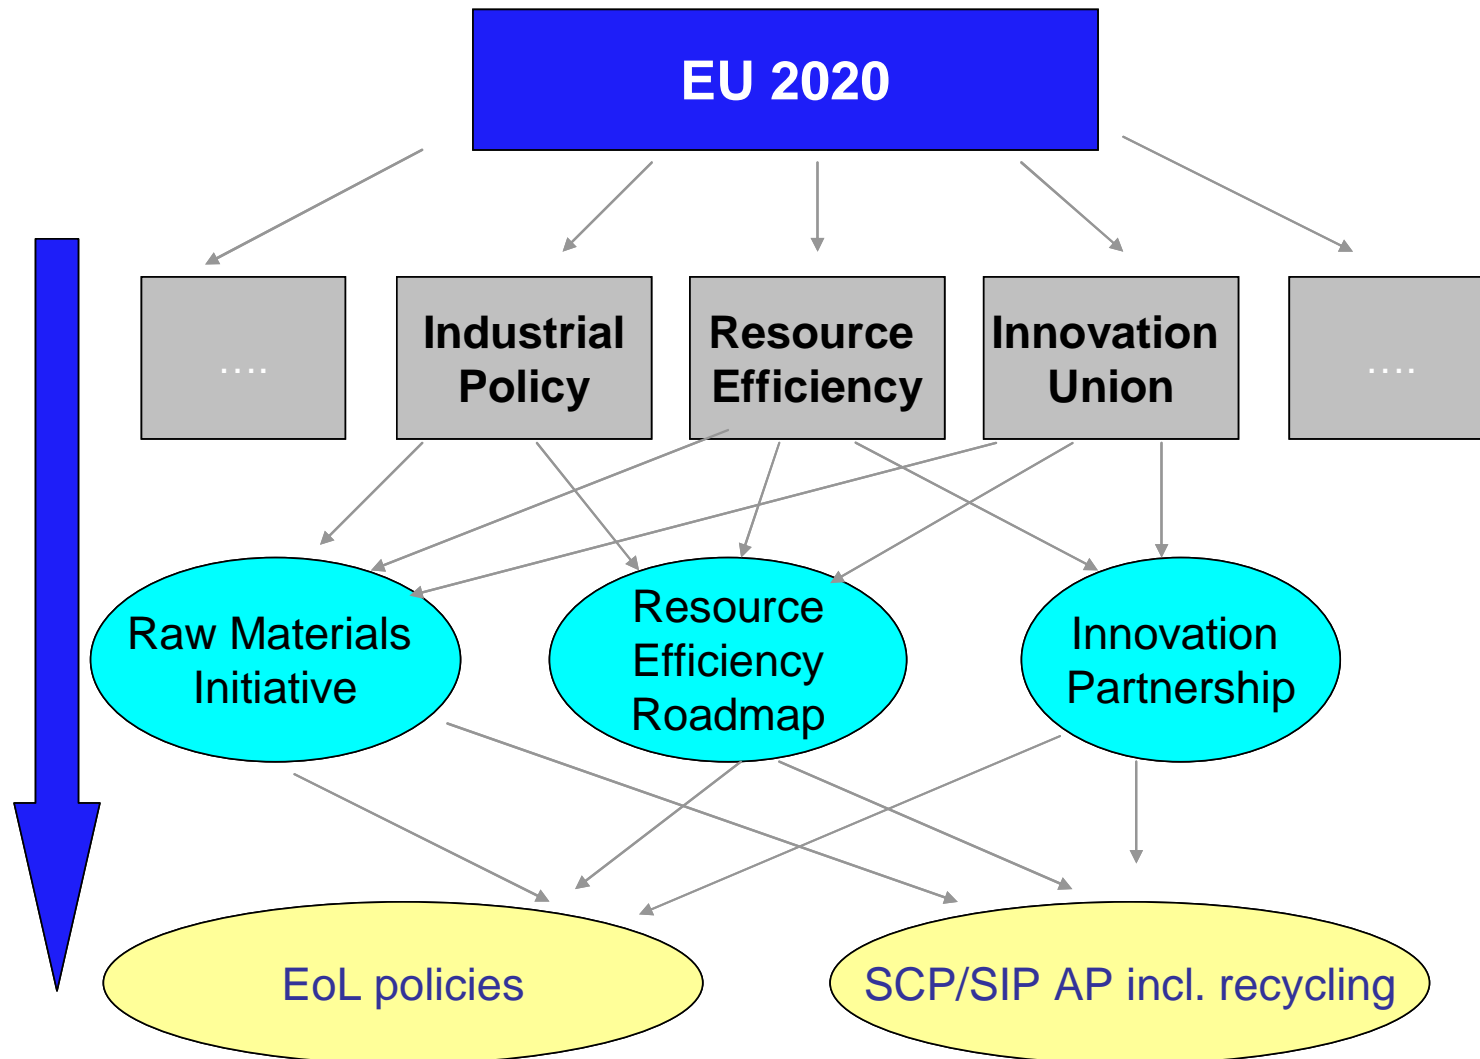 EU 2020
....
Industrial
Policy
Resource
Efficiency
Innovation
Union
....
Raw Materials
Initiative
Resource
Efficiency
Roadmap
Innovation
Partnership
EoL policies
SCP/SIP AP incl. recycling